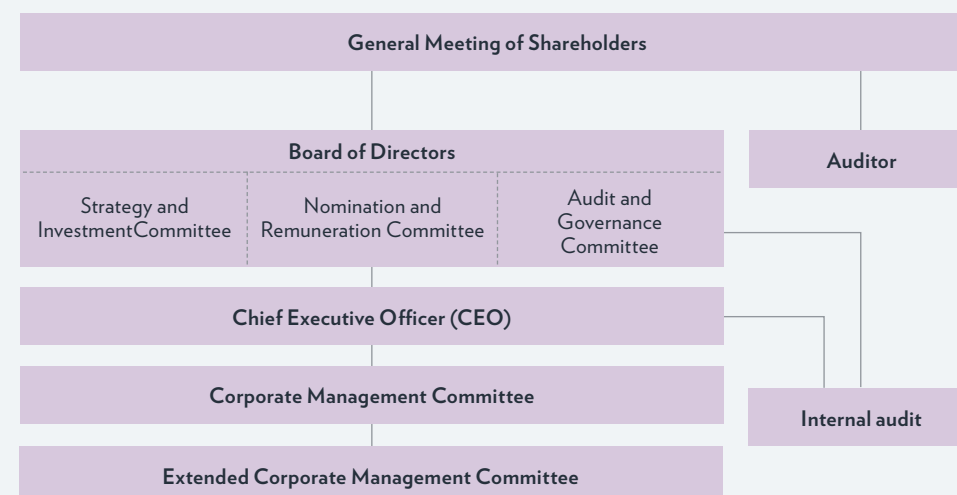 General Meeting of Shareholders
Board of Directors
Auditor
Strategy and
InvestmentCommittee
Nomination and
Remuneration Committee
Audit and
Governance
Committee
Chief Executive Officer (CEO)
Corporate Management Committee
Internal audit
Extended Corporate Management Committee